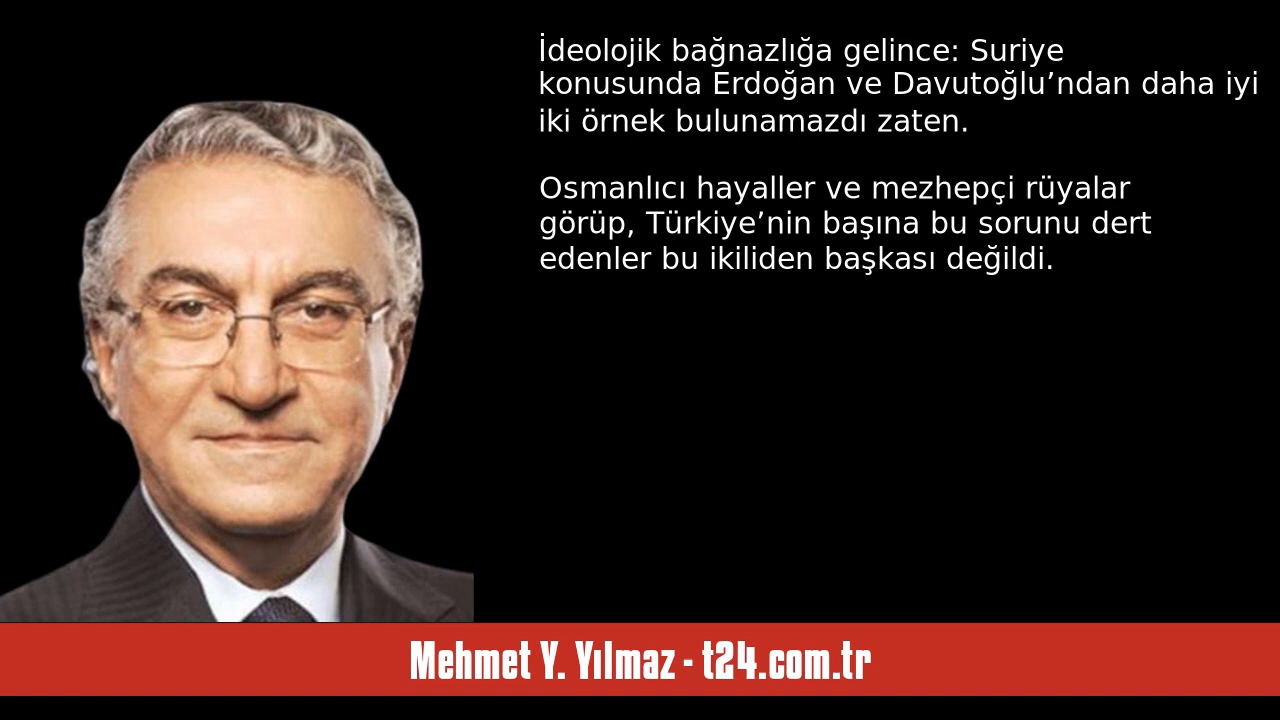 İdeolojik bağnazlığa gelince: Suriye
konusunda Erdoğan ve Davutoğlu’ndan daha iyi
iki örnek bulunamazdı zaten.
Osmanlıcı hayaller ve mezhepçi rüyalar
görüp, Türkiye’nin başına bu sorunu dert
edenler bu ikiliden başkası değildi.
Mehmet Y. Yılmaz - t24.com.tr